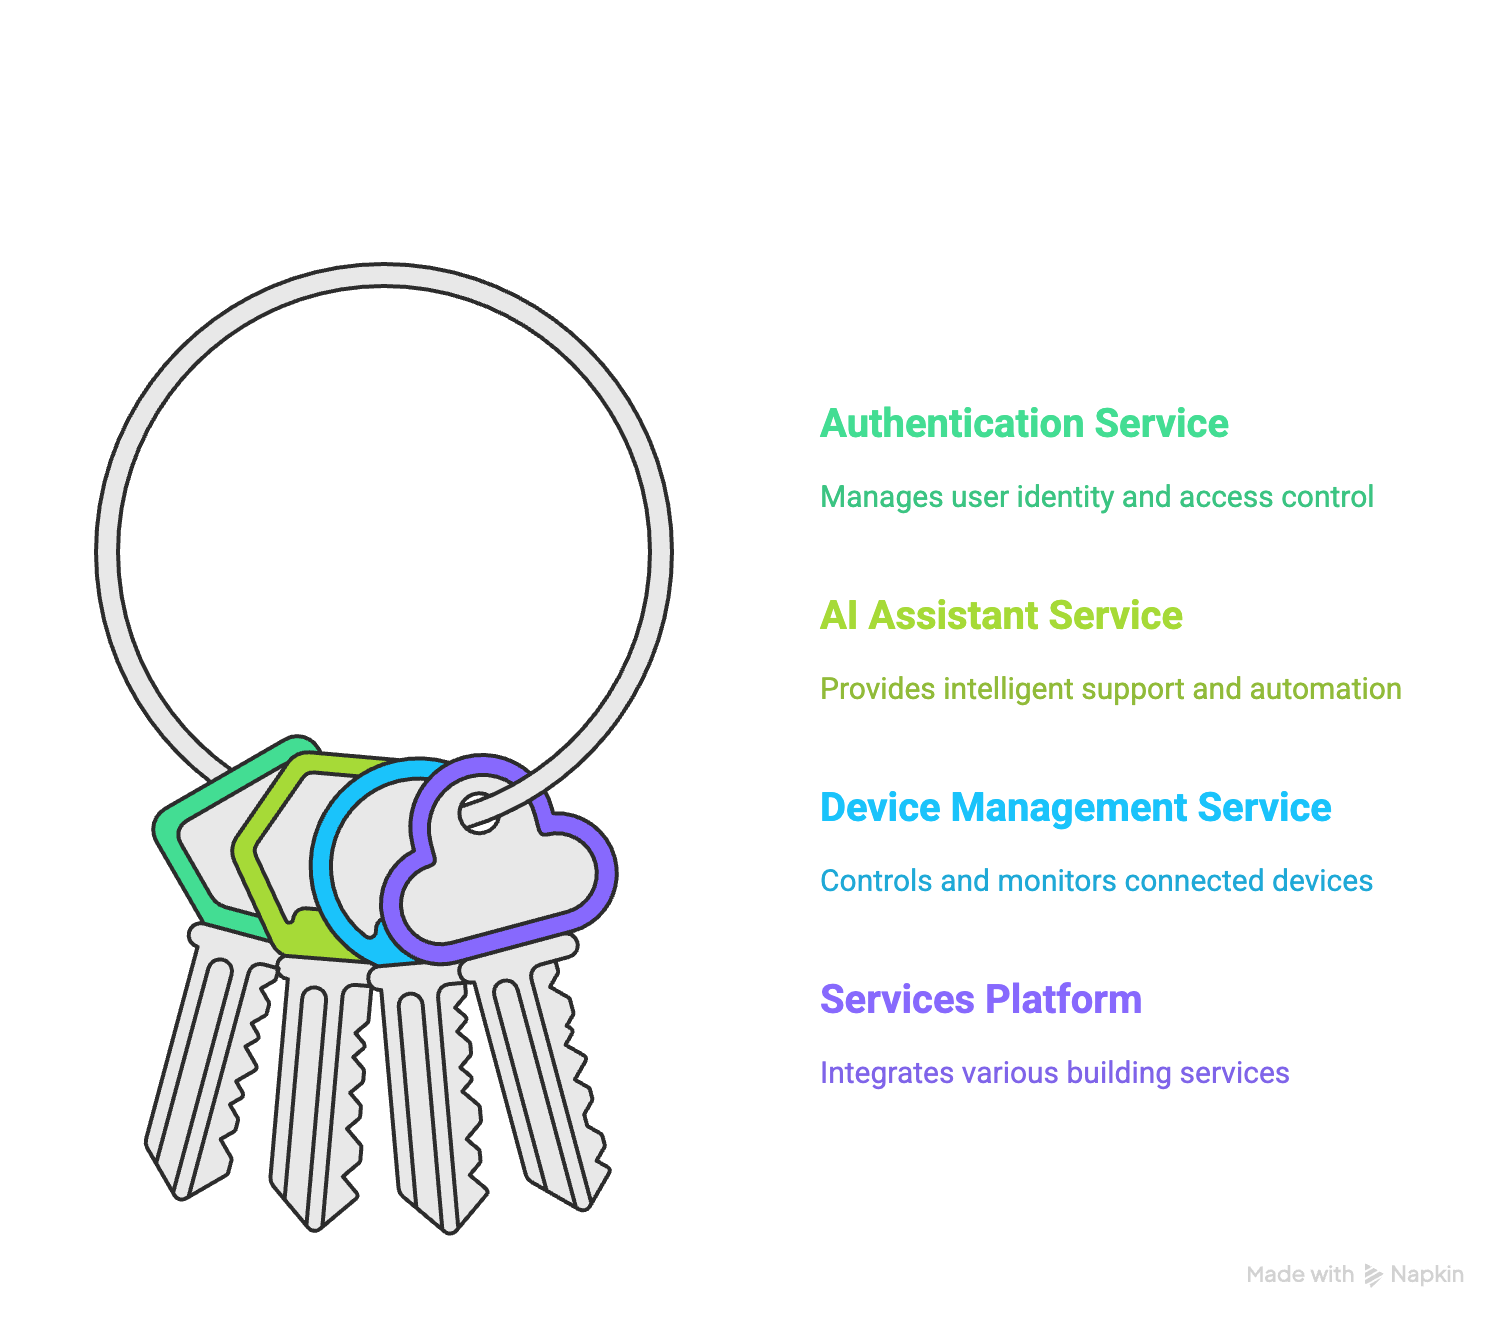 Authentication Service
Manages user identity and access control
AI Assistant Service
Provides intelligent support and automation
Device Management Service
Controls and monitors connected devices
Services Platform
Integrates various building services
Made with Napkin